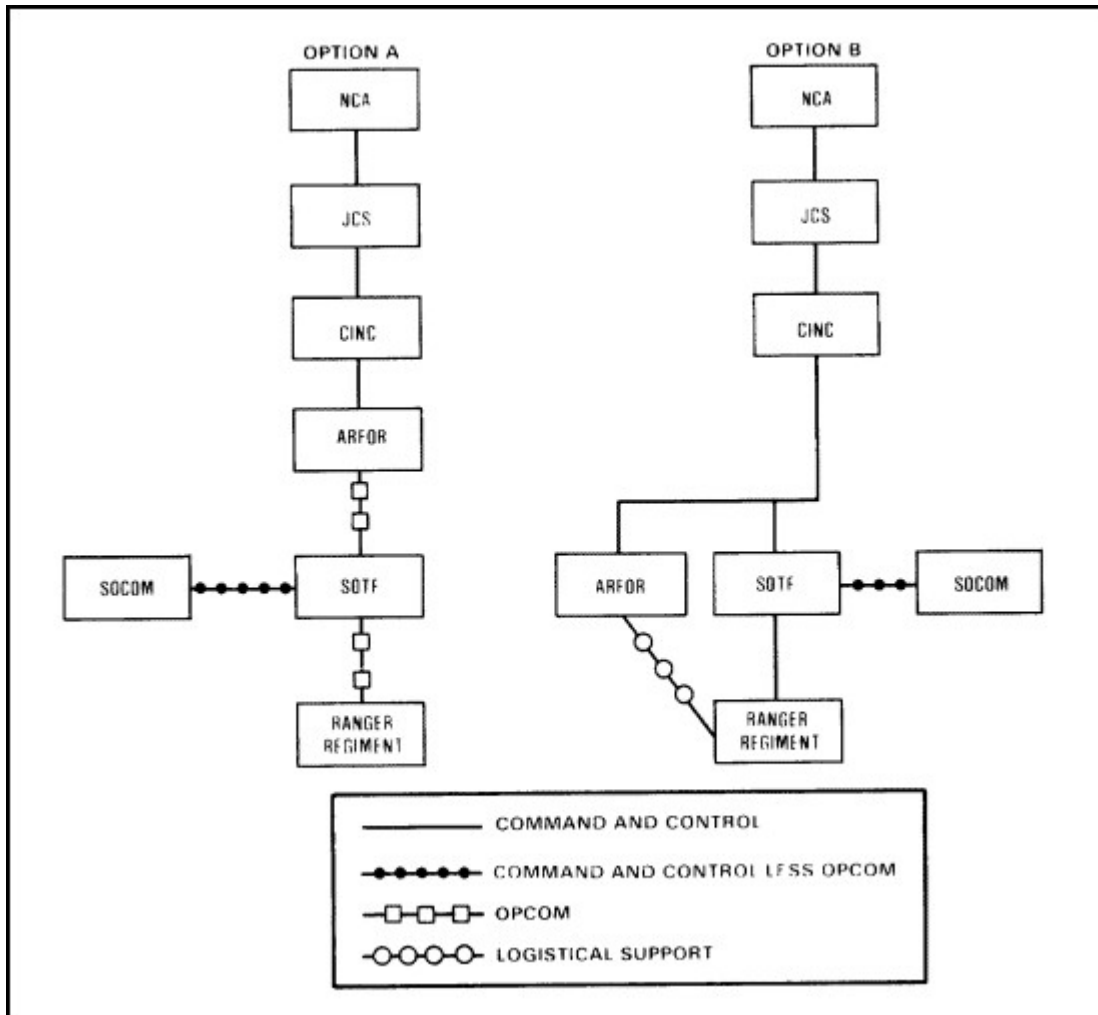 OPTION A
NCA
JCS
CINC
ARFOR
SOCOM
SOTF
RANGER
REGIMENT
OPTION B
NCA
JCS
CINC
ARFOR
SOTF
SOCOM
RANGER
REGIMENT
COMMAND AND CONTROL
COMMAND AND CONTROL LESS OPCOM
OPCOM
LOGISTICAL SUPPORT